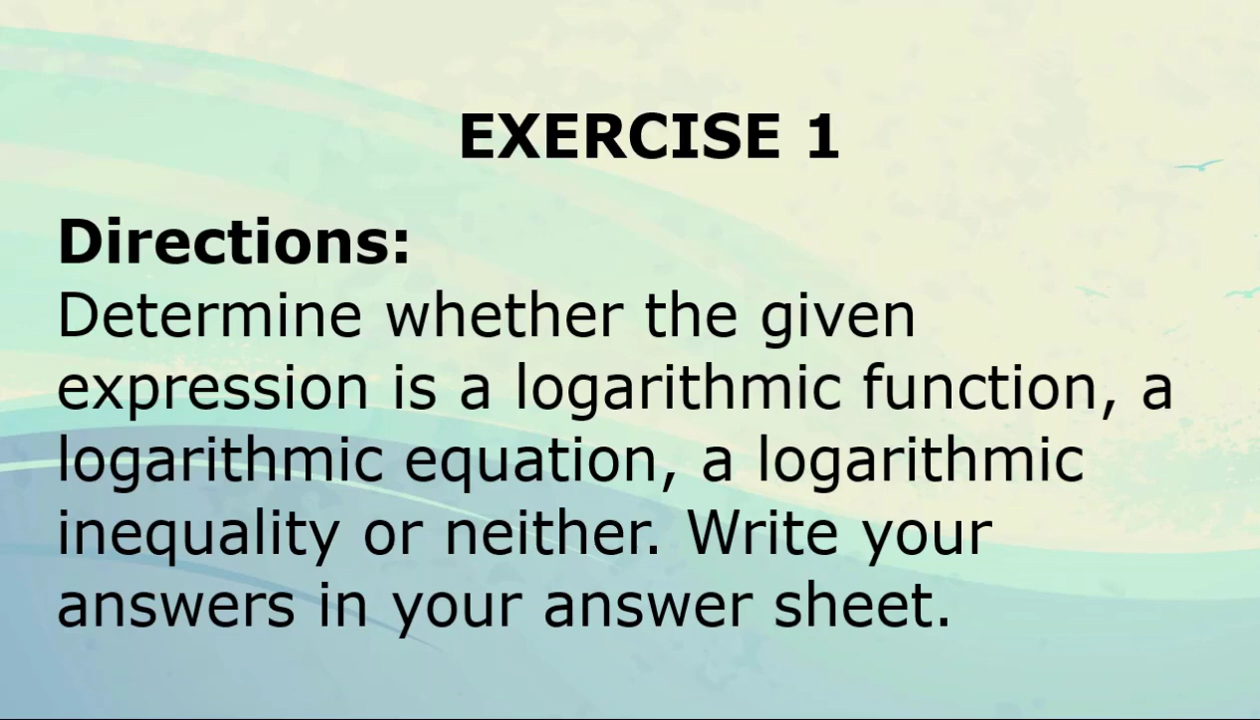 EXERCISE 1
Directions:
Determine whether the given
expression is a logarithmic function, a
logarithmic equation, a logarithmic
inequality or neither. Write your
answers in your answer sheet.